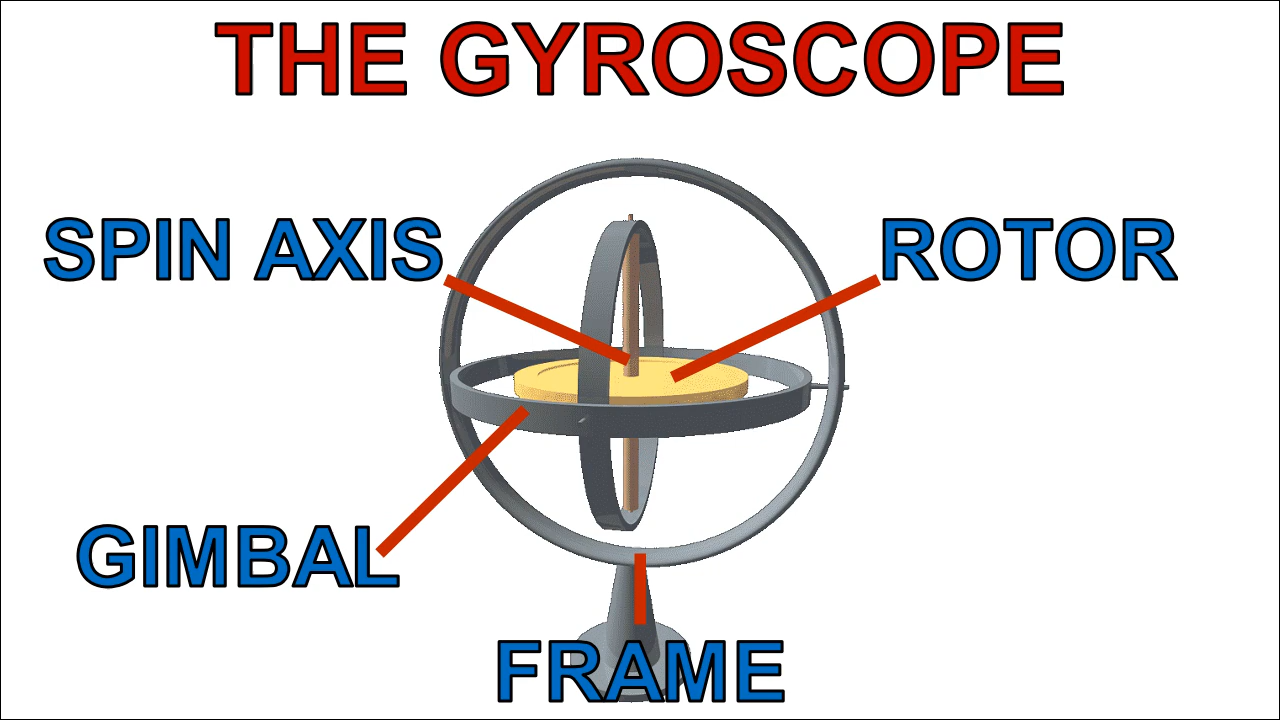 THE GYROSCOPE
SPIN AXIS
ROTOR
GIMBAL
FRAME